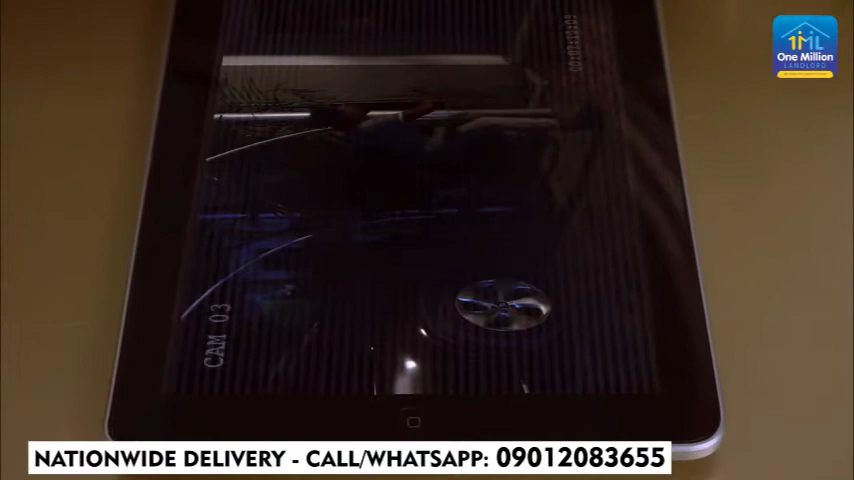 1ML
One Million
LANDLORD
CAM 03
NATIONWIDE DELIVERY - CALL/WHATSAPP: 09012083655